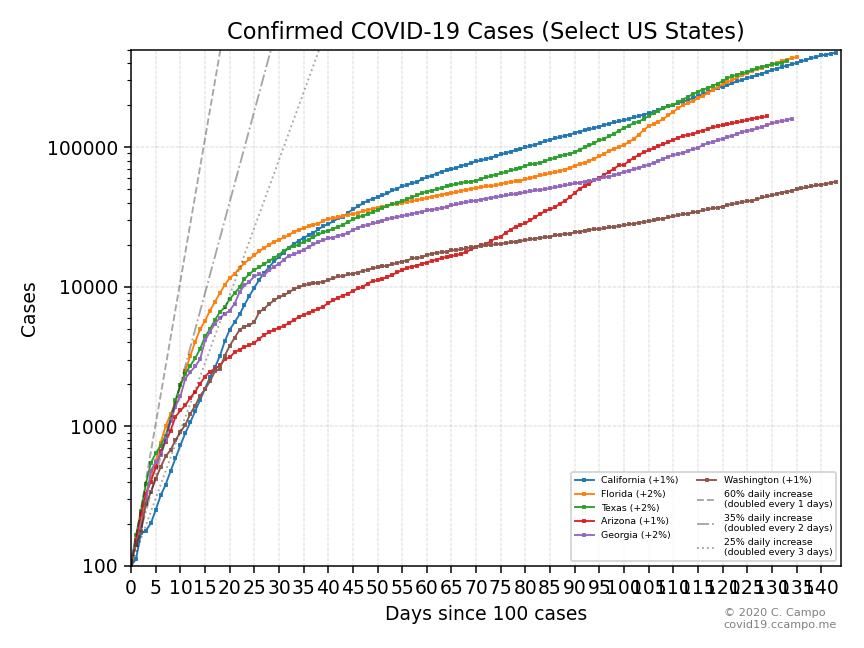 Confirmed COVID-19 Cases (Select US States)
100000
10000
1000
100
Cases
California (+1%)
Florida (+2%)
Texas (+2%)
Arizona (+1%)
Georgia (+2%)
Washington (+1%)
60% daily increase
(doubled every 1 days)
35% daily increase
(doubled every 2 days)
25% daily increase
(doubled every 3 days)
0 5 10 15 20 25 30 35 40 45 50 55 60 65 70 75 80 85 90 95 100 105 110 115 120 125 130 135 140
Days since 100 cases
© 2020 C. Campo
covid19.ccampo.me